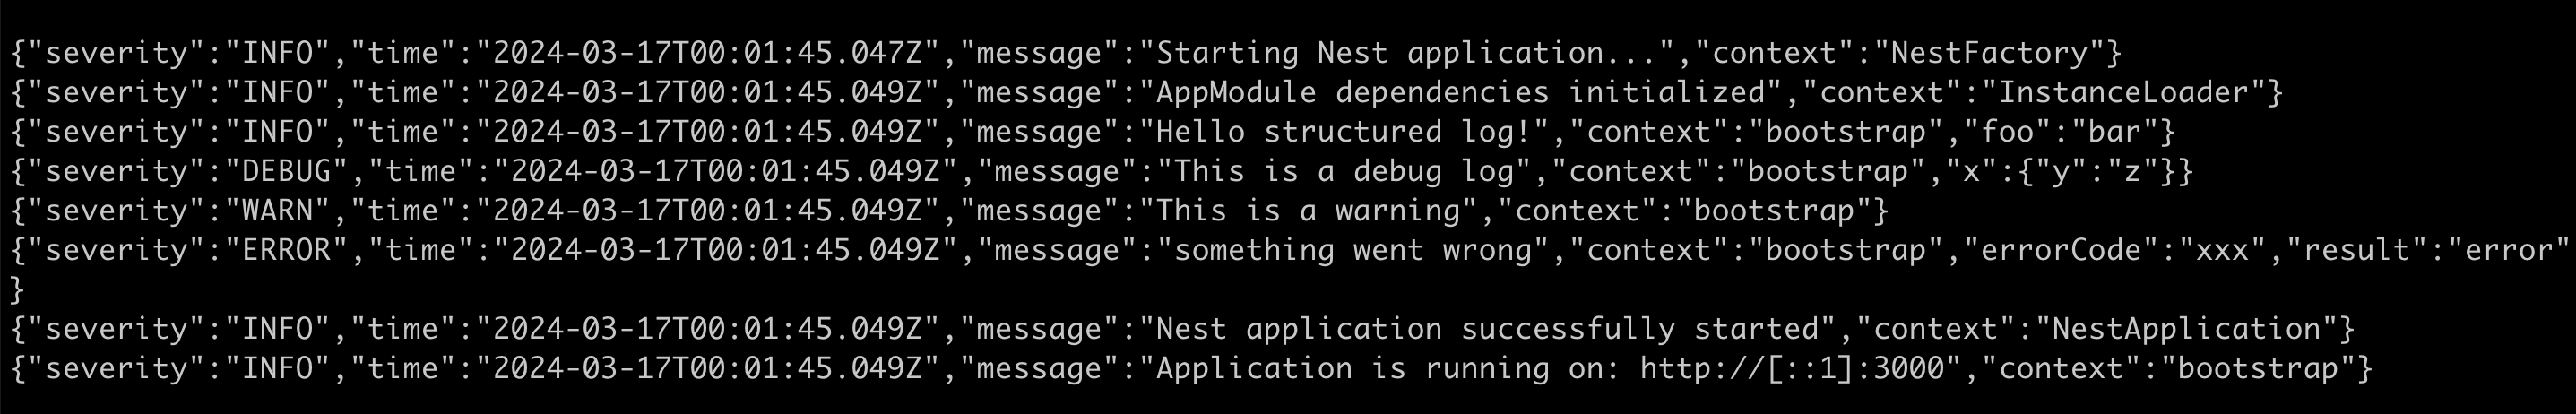 {"severity":"INFO","time":"2024-03-17T00:01:45.047Z","message":"Starting Nest application...","context":"NestFactory"}
{"severity":"INFO","time":"2024-03-17T00:01:45.049Z","message":"AppModule dependencies initialized","context":"InstanceLoader"}
{"severity":"INFO","time":"2024-03-17T00:01:45.049Z","message":"Hello structured log!","context":"bootstrap","foo":"bar"}
{"severity":"DEBUG","time":"2024-03-17T00:01:45.049Z","message":"This is a debug log","context":"bootstrap","x":{"y":"z"}}
{"severity":"WARN","time":"2024-03-17T00:01:45.049Z","message":"This is a warning","context":"bootstrap"}
{"severity":"ERROR","time":"2024-03-17T00:01:45.049Z","message":"something went wrong","context":"bootstrap","errorCode":"xxx","result":"error"
}
{"severity":"INFO","time":"2024-03-17T00:01:45.049Z","message":"Nest application successfully started","context":"NestApplication"}
{"severity":"INFO","time":"2024-03-17T00:01:45.049Z","message":"Application is running on: http://[::1]:3000","context":"bootstrap"}